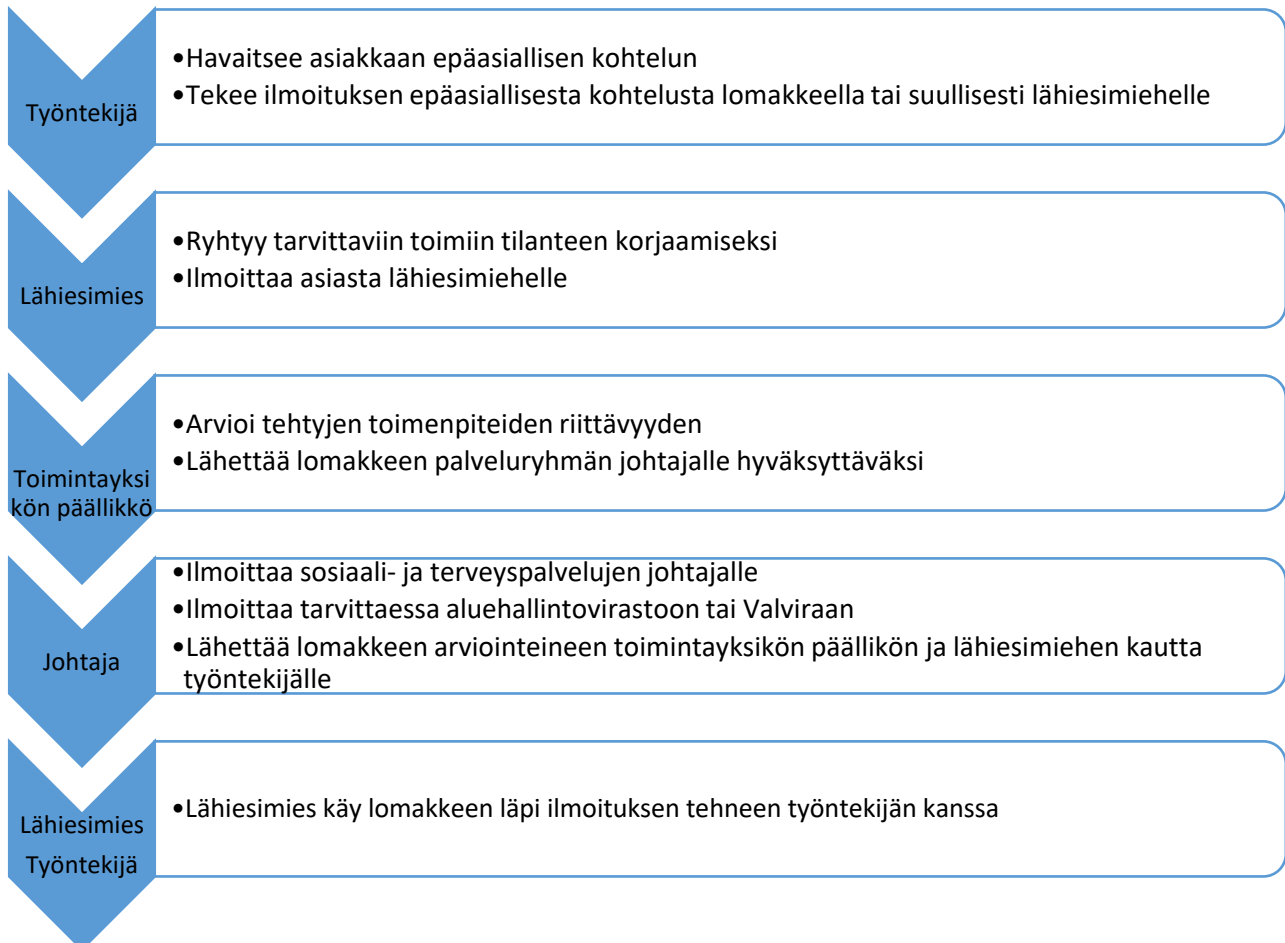 Työntekijä
•Havaitsee asiakkaan epäasiallisen kohtelun
•Tekee ilmoituksen epäasiallisesta kohtelusta lomakkeella tai suullisesti lähiesimiehelle
Lähiesimies
•Ryhtyy tarvittaviin toimiin tilanteen korjaamiseksi
•Ilmoittaa asiasta lähiesimiehelle
Toimintayksi
kön päällikkö
•Arvioi tehtyjen toimenpiteiden riittävyyden
•Lähettää lomakkeen palveluryhmän johtajalle hyväksyttäväksi
Johtaja
•Ilmoittaa sosiaali- ja terveyspalvelujen johtajalle
•Ilmoittaa tarvittaessa aluehallintovirastoon tai Valviraan
•Lähettää lomakkeen arviointeineen toimintayksikön päällikön ja lähiesimiehen kautta
työntekijälle
Lähiesimies
Työntekijä
•Lähiesimies käy lomakkeen läpi ilmoituksen tehneen työntekijän kanssa